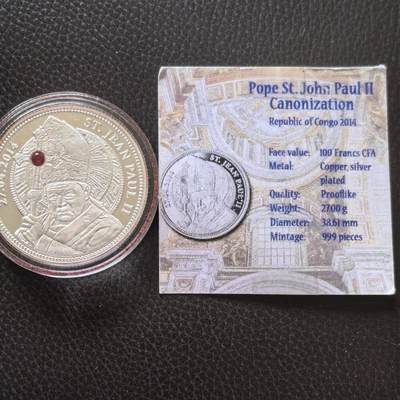 27.04.2014
ST. JEAN PAUL II
Pope St. John Paul II
Canonization
Republic of Congo 2014
Face value: 100 Francs CFA
Metal: Copper, silver
plated
Quality: Prooflike
Weight: 27.00 g
Diameter: 38.61 mm
Mintage: 999 pieces
ST. JEAN PAUL II